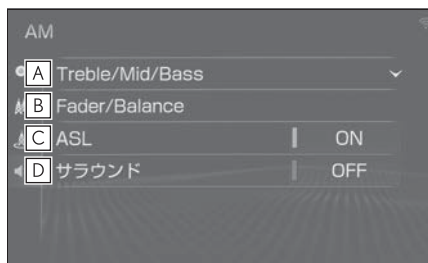 AM
A Treble/Mid/Bass
B Fader/Balance
C ASL ON
D サラウンド OFF